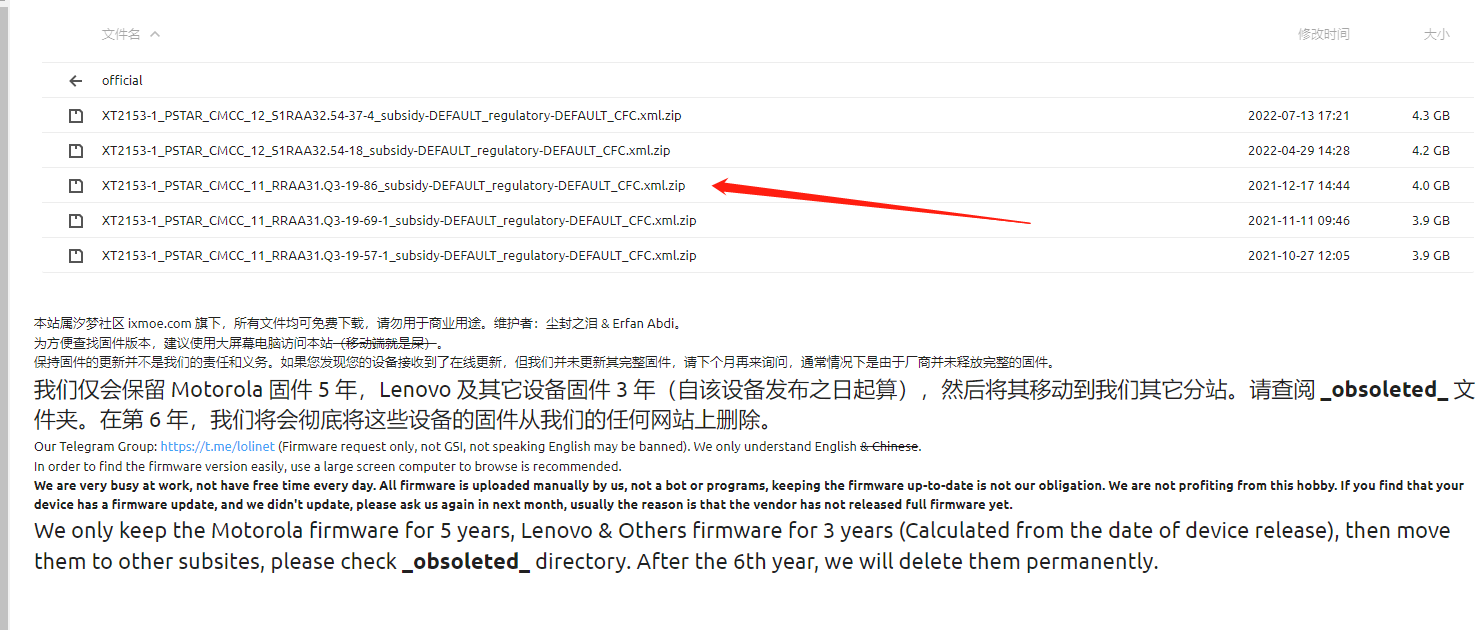 文件名 修改时间 大小
official
XT2153-1_PSTAR_CMCC_12_S1RAA32.54-37-4_subsidy-DEFAULT_regulatory-DEFAULT_CFC.xml.zip 2022-07-13 17:21 4.3 GB
XT2153-1_PSTAR_CMCC_12_S1RAA32.54-18_subsidy-DEFAULT_regulatory-DEFAULT_CFC.xml.zip 2022-04-29 14:28 4.2 GB
XT2153-1_PSTAR_CMCC_11_RRAA31.Q3-19-86_subsidy-DEFAULT_regulatory-DEFAULT_CFC.xml.zip 2021-12-17 14:44 4.0 GB
XT2153-1_PSTAR_CMCC_11_RRAA31.Q3-19-69-1_subsidy-DEFAULT_regulatory-DEFAULT_CFC.xml.zip 2021-11-11 09:46 3.9 GB
XT2153-1_PSTAR_CMCC_11_RRAA31.Q3-19-57-1_subsidy-DEFAULT_regulatory-DEFAULT_CFC.xml.zip 2021-10-27 12:05 3.9 GB
本站属汐梦社区 ixmoe.com 旗下，所有文件均可免费下载，请勿用于商业用途。维护者：尘封之泪 & Erfan Abdi。
为方便查找固件版本，建议使用大屏幕电脑访问本站（移动端就是屎）。
保持固件的更新并不是我们的责任和义务。如果您发现您的设备接收到了在线更新，但我们并未更新其完整固件，请下个月再来询问，通常情况下是由于厂商并未释放完整的固件。
我们仅会保留 Motorola 固件 5 年，Lenovo 及其它设备固件 3 年（自该设备发布之日起算），然后将其移动到我们其它分站。请查阅 _obsoleted_ 文
件夹。在第 6 年，我们将会彻底将这些设备的固件从我们的任何网站上删除。
Our Telegram Group: https://t.me/lolinet (Firmware request only, not GSI, not speaking English may be banned). We only understand English & Chinese.
In order to find the firmware version easily, use a large screen computer to browse is recommended.
We are very busy at work, not have free time every day. All firmware is uploaded manually by us, not a bot or programs, keeping the firmware up-to-date is not our obligation. We are not profiting from this hobby. If you find that your
device has a firmware update, and we didn't update, please ask us again in next month, usually the reason is that the vendor has not released full firmware yet.
We only keep the Motorola firmware for 5 years, Lenovo & Others firmware for 3 years (Calculated from the date of device release), then move
them to other subsites, please check _obsoleted_ directory. After the 6th year, we will delete them permanently.